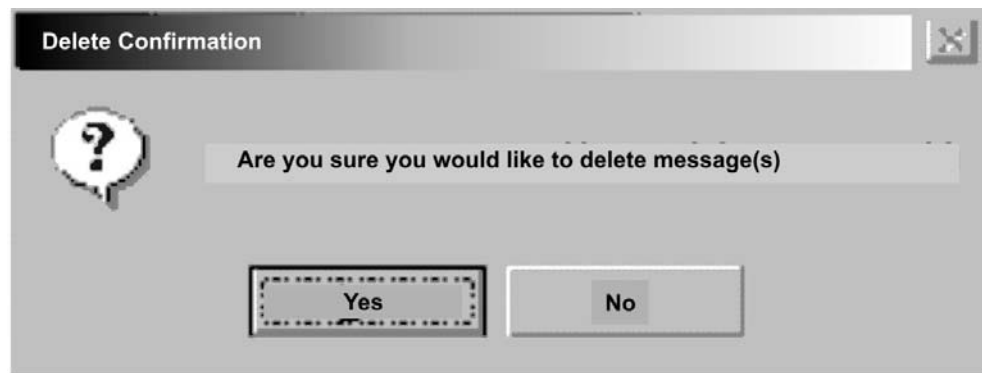 Delete Confirmation
Are you sure you would like to delete message(s)
Yes
No